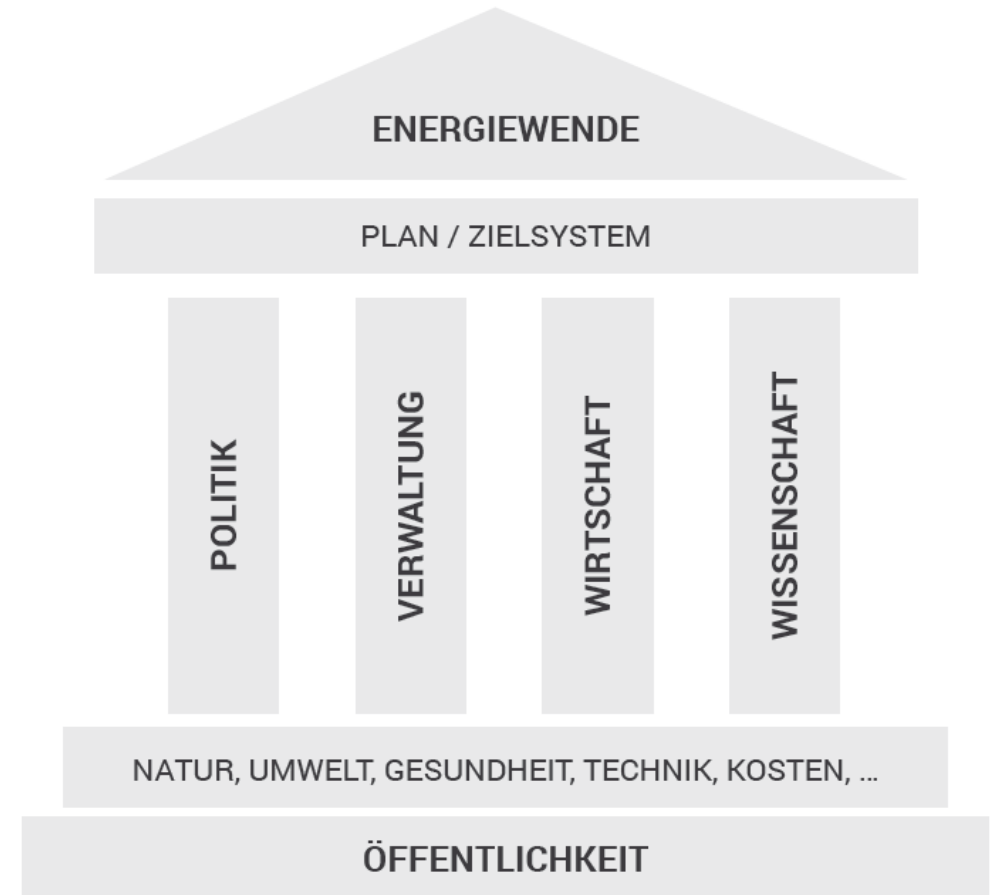 ENERGIEWENDE
PLAN / ZIELSYSTEM
POLITIK
VERWALTUNG
WIRTSCHAFT
WISSENSCHAFT
NATUR, UMWELT, GESUNDHEIT, TECHNIK, KOSTEN, ...
ÖFFENTLICHKEIT